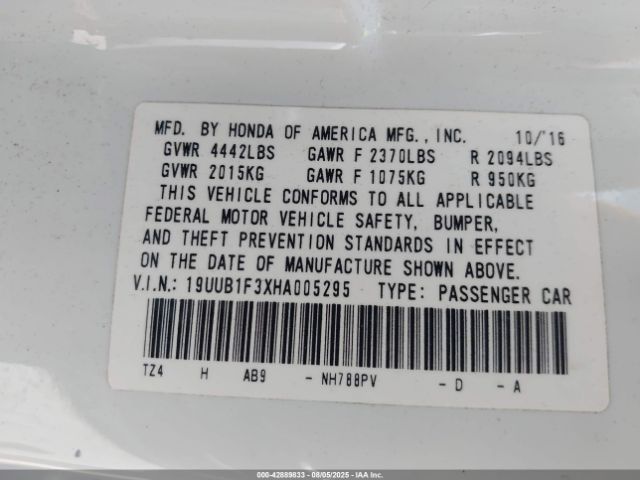 MFD. BY HONDA OF AMERICA MFG., INC. 10/'16
GVWR 4442LBS GAWR F 2370LBS R 2094LBS
GVWR 2015KG GAWR F 1075KG R 950KG
THIS VEHICLE CONFORMS TO ALL APPLICABLE
FEDERAL MOTOR VEHICLE SAFETY, BUMPER,
AND THEFT PREVENTION STANDARDS IN EFFECT
ON THE DATE OF MANUFACTURE SHOWN ABOVE.
V.I.N.: 19UUB1F3XHA005295 TYPE: PASSENGER CAR
TZ4 H AB9 - NH788PV - D - A
000-42889833 - 08/05/2025 - IAAI.COM